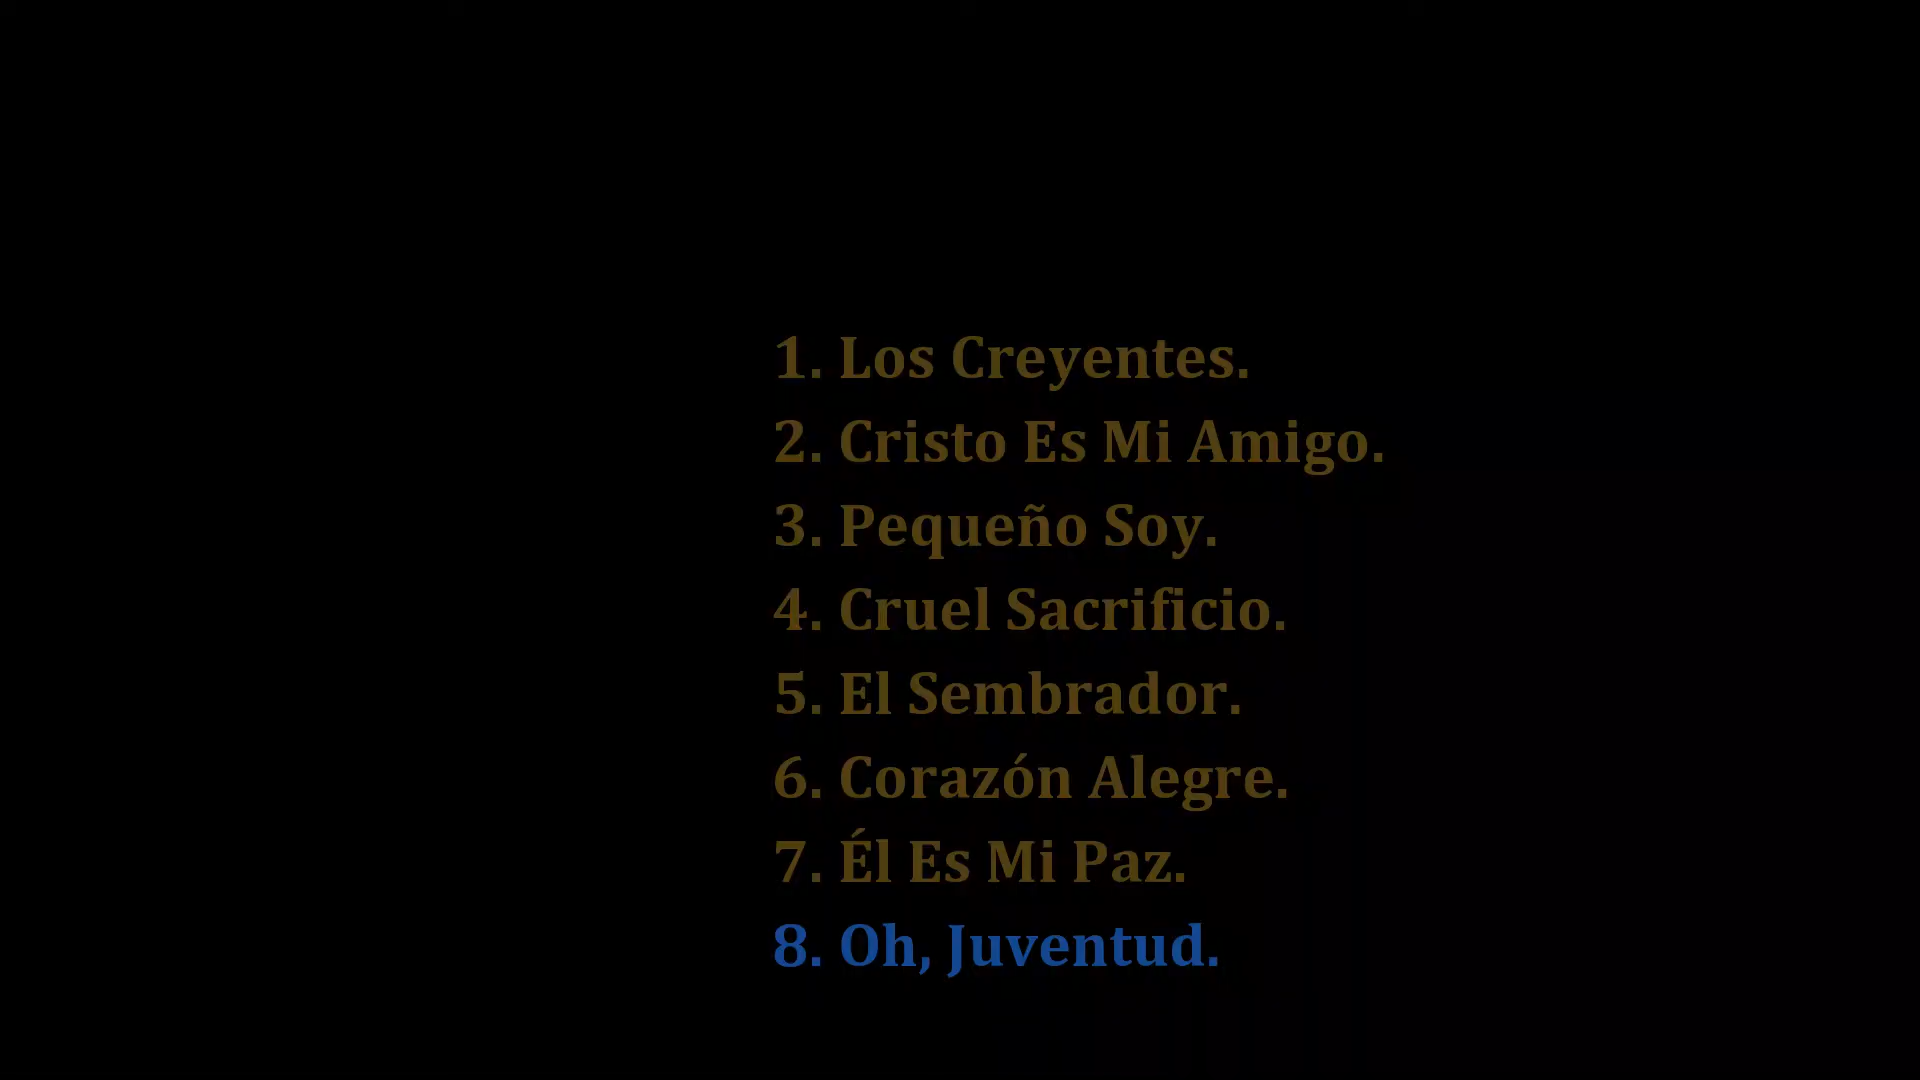 1. Los Creyentes.
2. Cristo Es Mi Amigo.
3. Pequeño Soy.
4. Cruel Sacrificio.
5. El Sembrador.
6. Corazón Alegre.
7. Él Es Mi Paz.
8. Oh, Juventud.